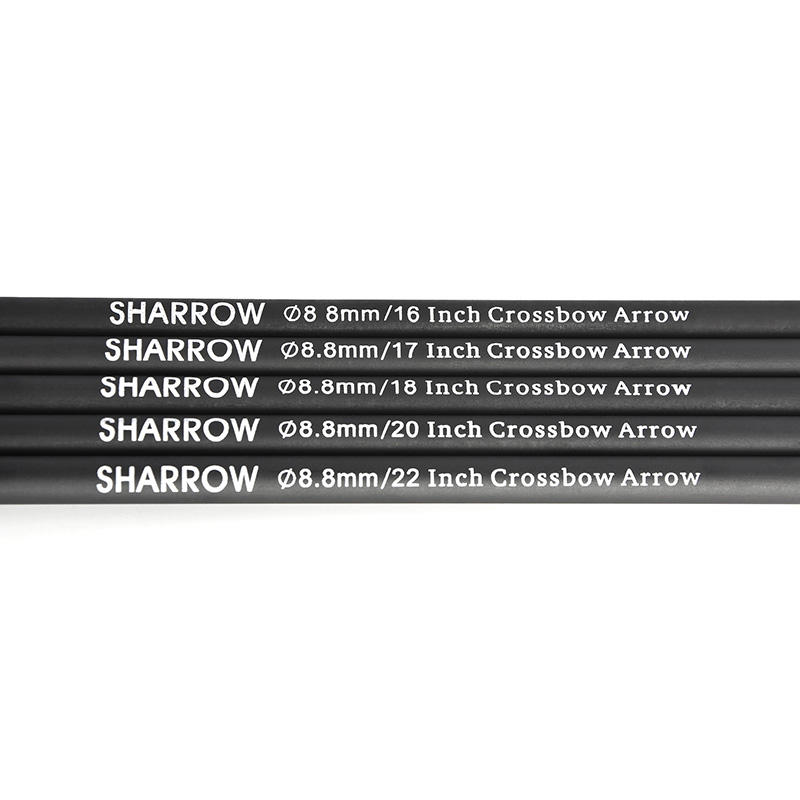 SHARROW Ø8 8mm/16 Inch Crossbow Arrow
SHARROW Ø8.8mm/17 Inch Crossbow Arrow
SHARROW Ø8.8mm/18 Inch Crossbow Arrow
SHARROW Ø8.8mm/20 Inch Crossbow Arrow
SHARROW Ø8.8mm/22 Inch Crossbow Arrow